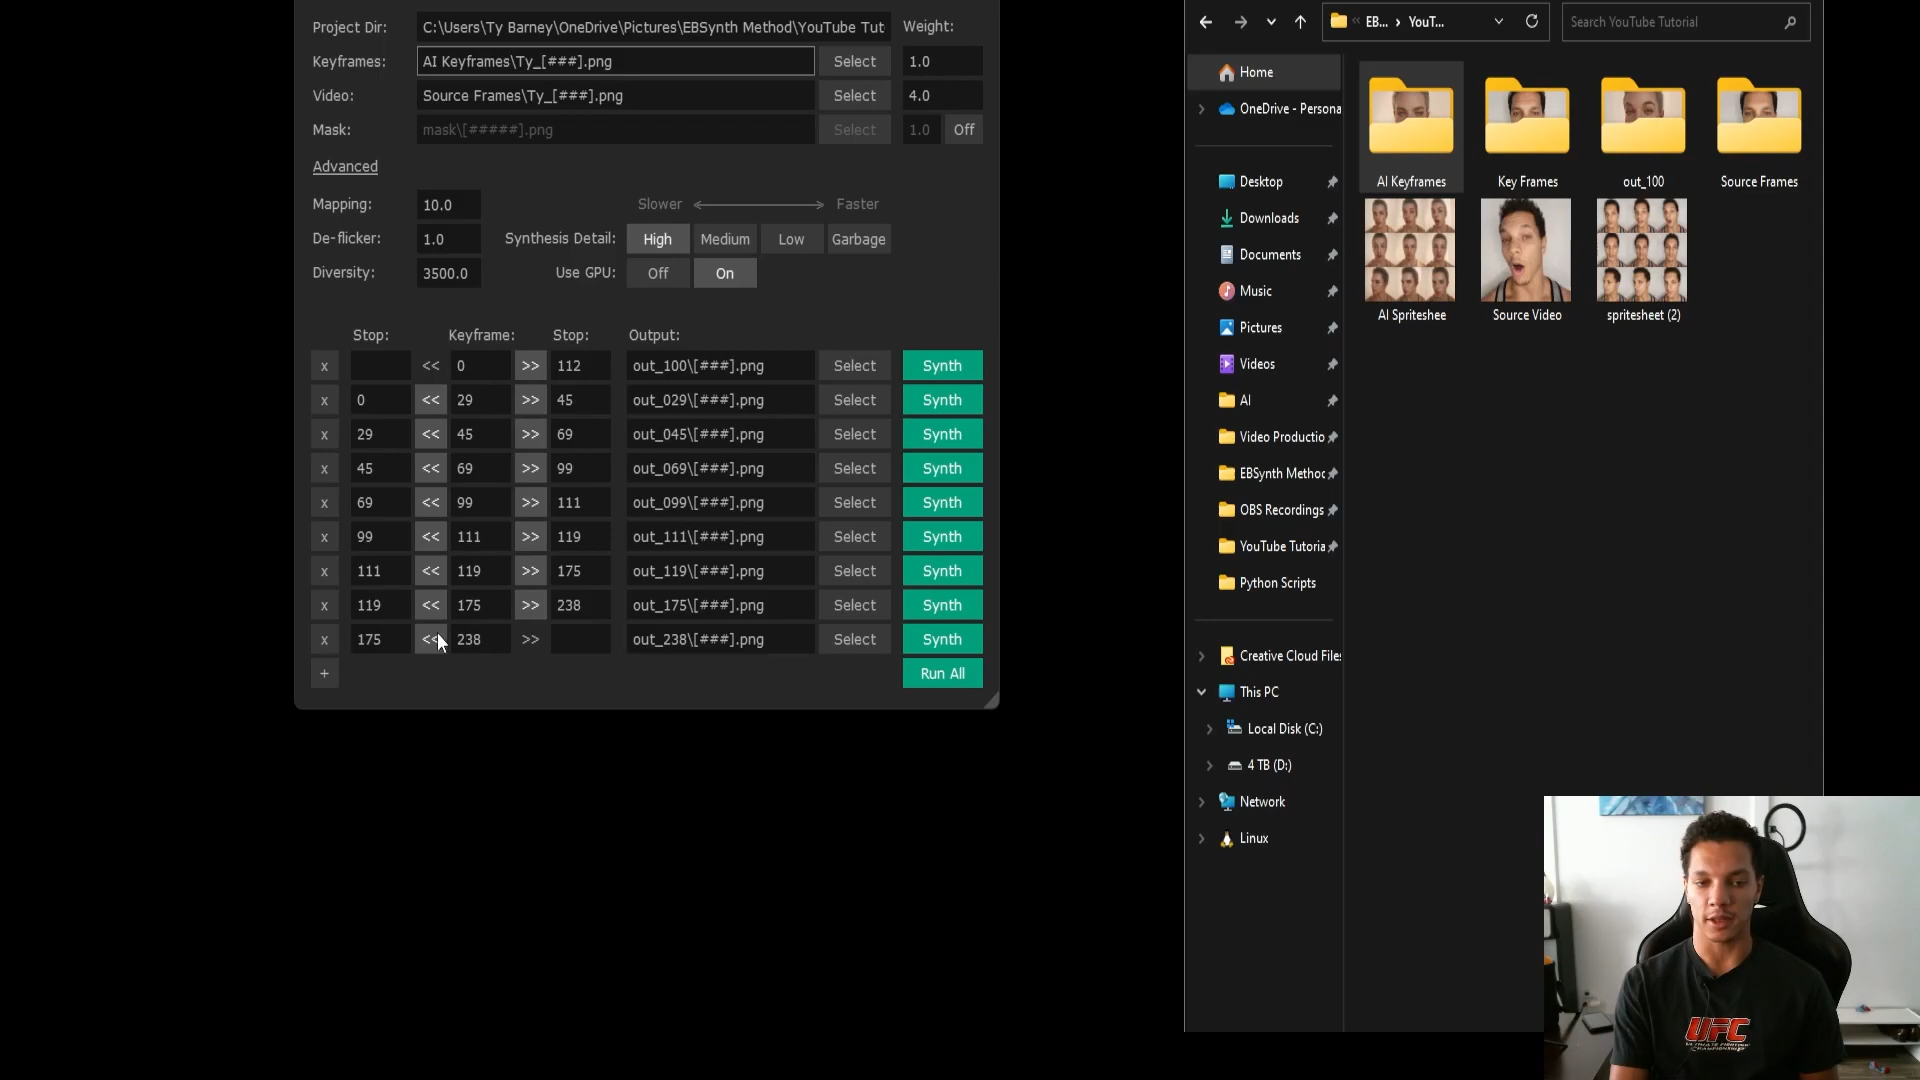 Project Dir: C:\Users\Ty Barney\OneDrive\Pictures\EBSynth Method\YouTube Tut Weight:
Keyframes: AI Keyframes\Ty_[###].png Select 1.0
Video: Source Frames\Ty_[###].png Select 4.0
Mask: mask\[#####].png Select 1.0 Off
Advanced
Mapping: 10.0 Slower Faster
De-flicker: 1.0 Synthesis Detail: High Medium Low Garbage
Diversity: 3500.0 Use GPU: Off On
Stop: Keyframe: Stop: Output:
x << 0 >> 112 out_100\[###].png Select Synth
x 0 << 29 >> 45 out_029\[###].png Select Synth
x 29 << 45 >> 69 out_045\[###].png Select Synth
x 45 << 69 >> 99 out_069\[###].png Select Synth
x 69 << 99 >> 111 out_099\[###].png Select Synth
x 99 << 111 >> 119 out_111\[###].png Select Synth
x 111 << 119 >> 175 out_119\[###].png Select Synth
x 119 << 175 >> 238 out_175\[###].png Select Synth
x 175 << 238 >> out_238\[###].png Select Synth
+ Run All
« EB... › YouT... Search YouTube Tutorial
Home
OneDrive - Persona
Desktop
Downloads
Documents
Music
Pictures
Videos
AI
Video Productio
EBSynth Methoc
OBS Recordings
YouTube Tutoria
Python Scripts
Creative Cloud File:
This PC
Local Disk (C:)
4 TB (D:)
Network
Linux
AI Keyframes Key Frames out_100 Source Frames
AI Spriteshee Source Video spritesheet (2)
UFC